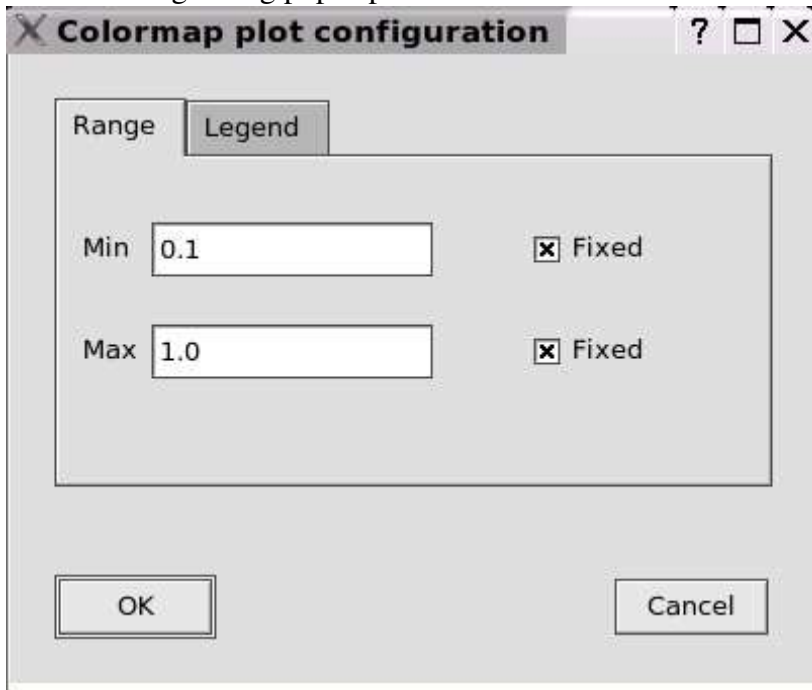 Colormap plot configuration
Range Legend
Min 0.1 Fixed
Max 1.0 Fixed
OK Cancel